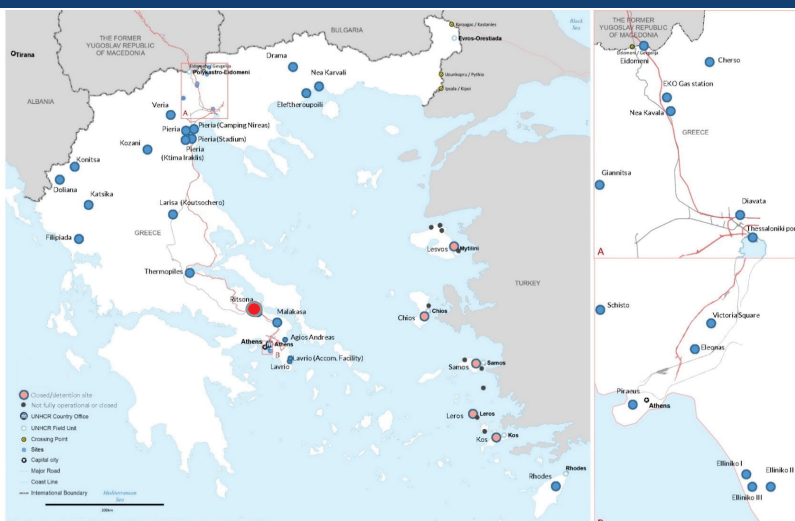 BULGARIA
Black
Sea
THE FORMER
YUGOSLAV REPUBLIC
OF MACEDONIA
Tirana
ALBANIA
Evros-Orestiada
Polykastro-Eidomeni
Drama
Nea Karvali
Eleftheroupoili
Veria
A
Pieria
Pieria (Camping Nireas)
Pieria (Stadium)
Pieria
(Ktima Iraklis)
Kozani
Konitsa
Doliana
Katsika
Larisa (Koutsochero)
Filipiada
GREECE
Thermopiles
Ritsona
Malakasa
Agios Andreas
Athens
Athens
B
Lavrio (Accom. Facility)
Lavrio
Lesvos
Mytilini
TURKEY
Chios
Chios
Samos
Samos
Leros
Leros
Kos
Kos
Rhodes
Rhodes
Closed/detention site
Not fully operational or closed
UNHCR Country Office
UNHCR Field Unit
Crossing Point
Sites
Capital city
Major Road
Coast Line
International Boundary
Mediterranean
Sea
THE FORMER
YUGOSLAV REPUBLIC
OF MACEDONIA
Eidomeni
Cherso
EKO Gas station
Nea Kavala
GREECE
Giannitsa
Diavata
Thessaloniki por
A
Schisto
Victoria Square
Eleonas
Piraeus
Athens
Elliniko I
Elliniko II
Elliniko III